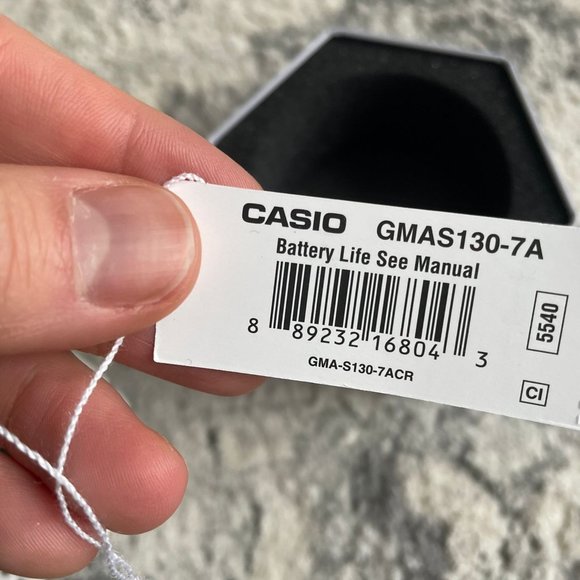 CASIO GMAS130-7A
Battery Life See Manual
8 89232 16804 3
GMA-S130-7ACR
5540
CI